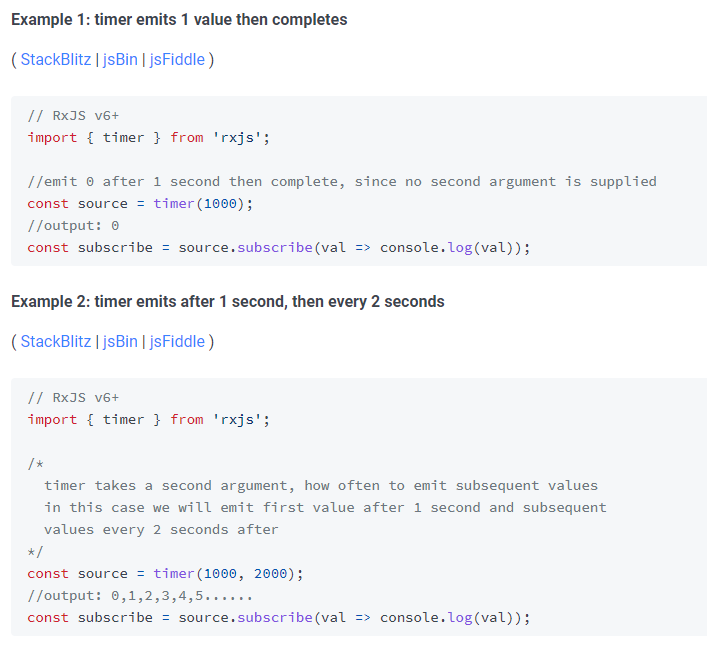 Example 1: timer emits 1 value then completes
( StackBlitz | jsBin | jsFiddle )
// RxJS v6+
import { timer } from 'rxjs';
//emit 0 after 1 second then complete, since no second argument is supplied
const source = timer(1000);
//output: 0
const subscribe = source.subscribe(val => console.log(val));
Example 2: timer emits after 1 second, then every 2 seconds
( StackBlitz | jsBin | jsFiddle )
// RxJS v6+
import { timer } from 'rxjs';
/*
timer takes a second argument, how often to emit subsequent values
in this case we will emit first value after 1 second and subsequent
values every 2 seconds after
*/
const source = timer(1000, 2000);
//output: 0,1,2,3,4,5......
const subscribe = source.subscribe(val => console.log(val));